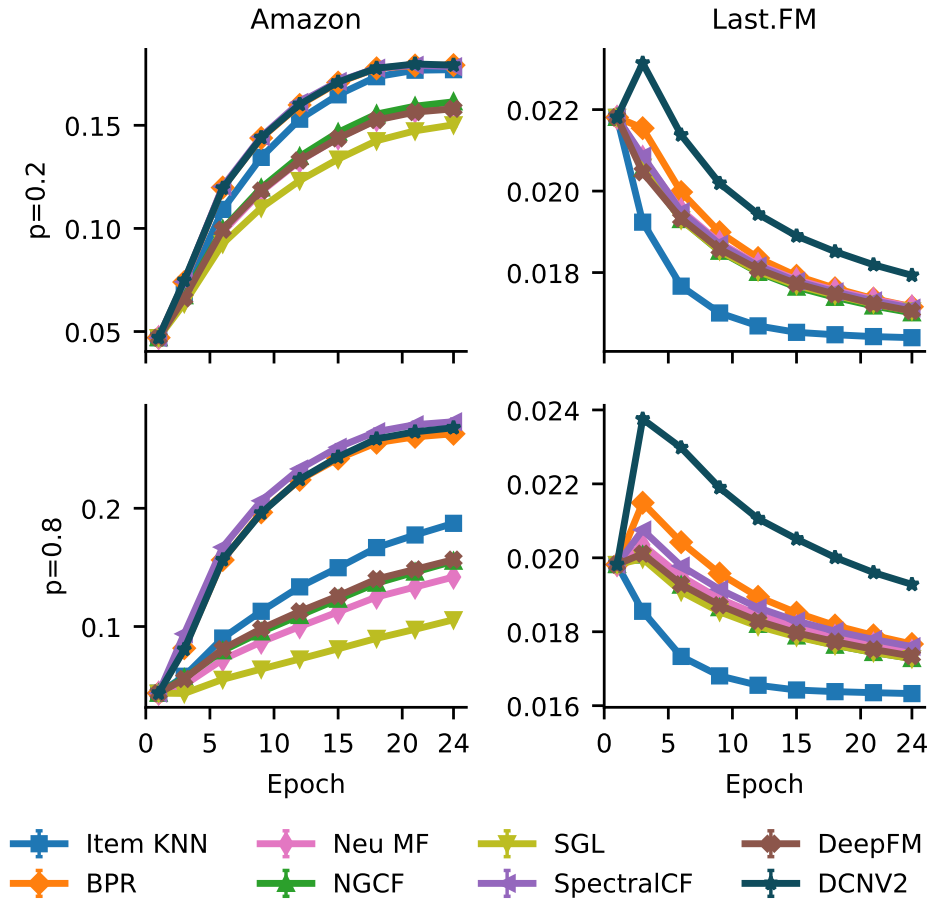 Amazon
Last.FM
p=0.2
0.15
0.10
0.05
0.022
0.020
0.018
p=0.8
0.2
0.1
0.024
0.022
0.020
0.018
0.016
0 5 10 15 20 24
0 5 10 15 20 24
Epoch
Epoch
Item KNN
Neu MF
SGL
DeepFM
BPR
NGCF
SpectralCF
DCNV2